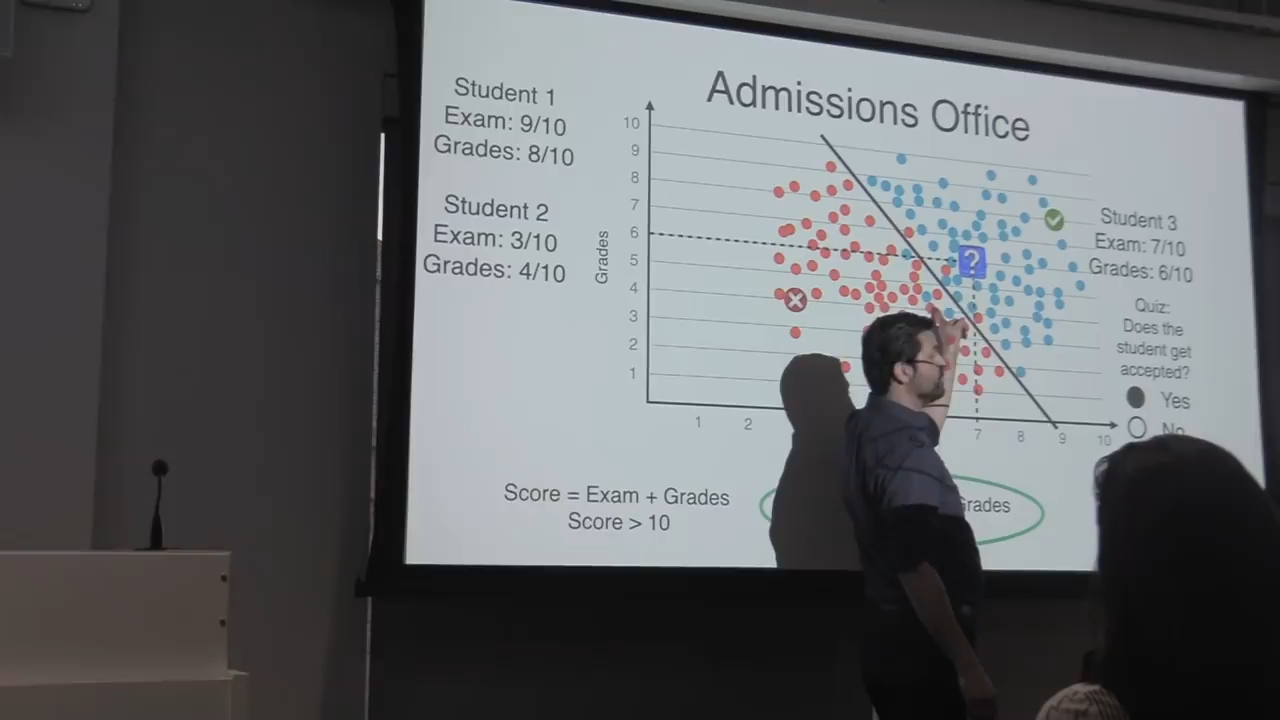 Admissions Office
Student 1
Exam: 9/10
Grades: 8/10
Student 2
Exam: 3/10
Grades: 4/10
10
9
8
7
6
5
4
3
2
1
Grades
?
1
2
7
8
9
10
Student 3
Exam: 7/10
Grades: 6/10
Quiz:
Does the
student get
accepted?
Yes
No
Score = Exam + Grades
Score > 10
Grades